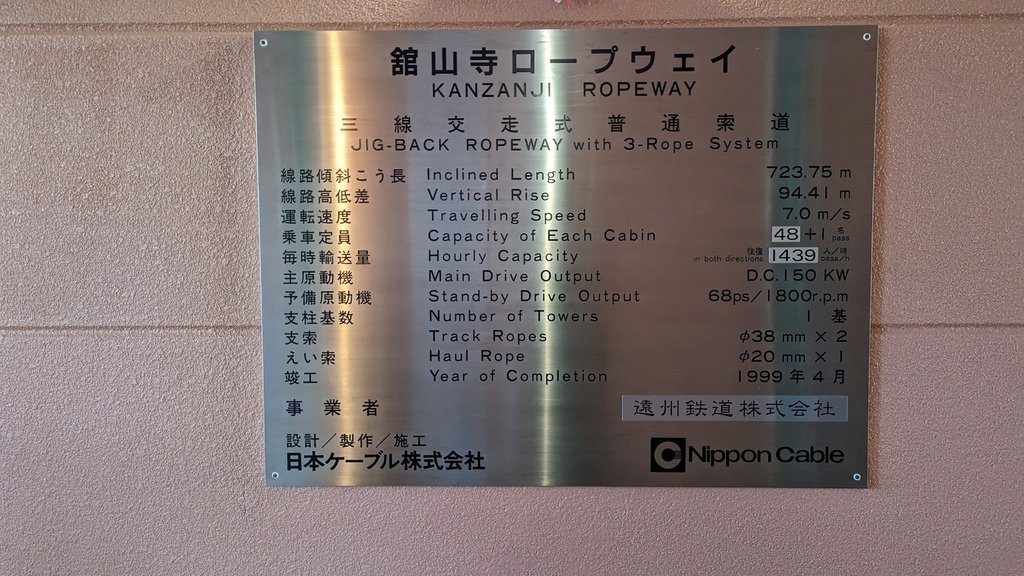 舘山寺ロープウェイ
KANZANJI ROPEWAY
三線交走式普通索道
JIG-BACK ROPEWAY with 3-Rope System
線路傾斜こう長 Inclined Length 723.75 m
線路高低差 Vertical Rise 94.41 m
運転速度 Travelling Speed 7.0 m/s
乗車定員 Capacity of Each Cabin 48+1 名 pass
毎時輸送量 Hourly Capacity 往復 in both directions 1439 人/時 pass/h
主原動機 Main Drive Output D.C.150 KW
予備原動機 Stand-by Drive Output 68ps/1800r.p.m
支柱基数 Number of Towers 1 基
支索 Track Ropes φ38 mm × 2
えい索 Haul Rope φ20 mm × 1
竣工 Year of Completion 1999 年 4 月
事業者 遠州鉄道株式会社
設計/製作/施工
日本ケーブル株式会社 Nippon Cable